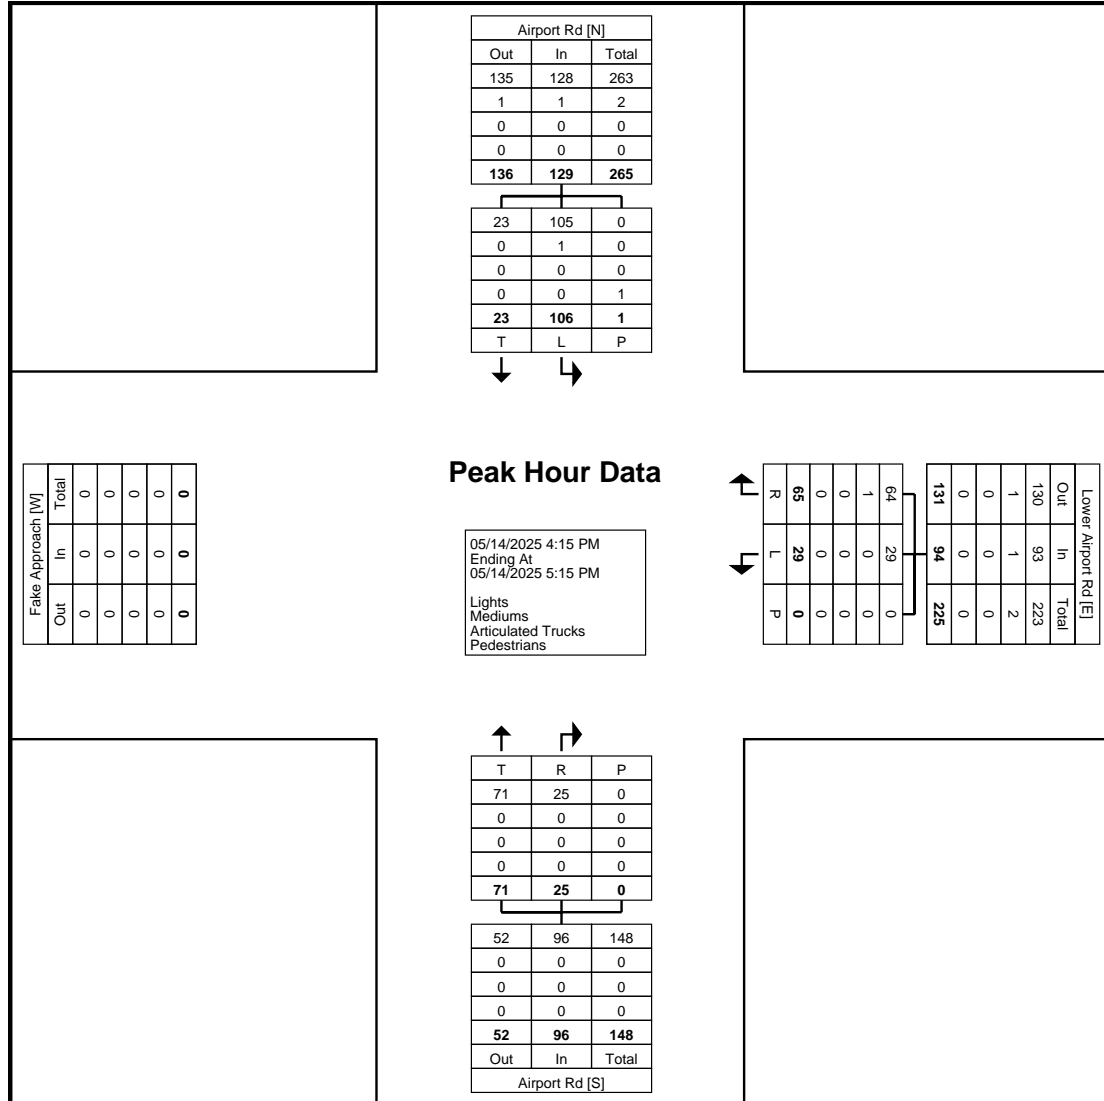 Airport Rd [N]
Out In Total
135 128 263
1 1 2
0 0 0
0 0 0
136 129 265
23 105 0
0 1 0
0 0 0
0 0 1
23 106 1
T L P
Fake Approach [W]
Total 0 0 0 0 0
In 0 0 0 0 0
Out 0 0 0 0 0
Peak Hour Data
05/14/2025 4:15 PM
Ending At
05/14/2025 5:15 PM
Lights
Mediums
Articulated Trucks
Pedestrians
R 65 0 0 1 64
L 29 0 0 0 29
P 0 0 0 0 0
Lower Airport Rd [E]
Out In Total
130 93 223
1 1 2
0 0 0
0 0 0
131 94 225
T R P
71 25 0
0 0 0
0 0 0
0 0 0
71 25 0
52 96 148
0 0 0
0 0 0
0 0 0
52 96 148
Out In Total
Airport Rd [S]